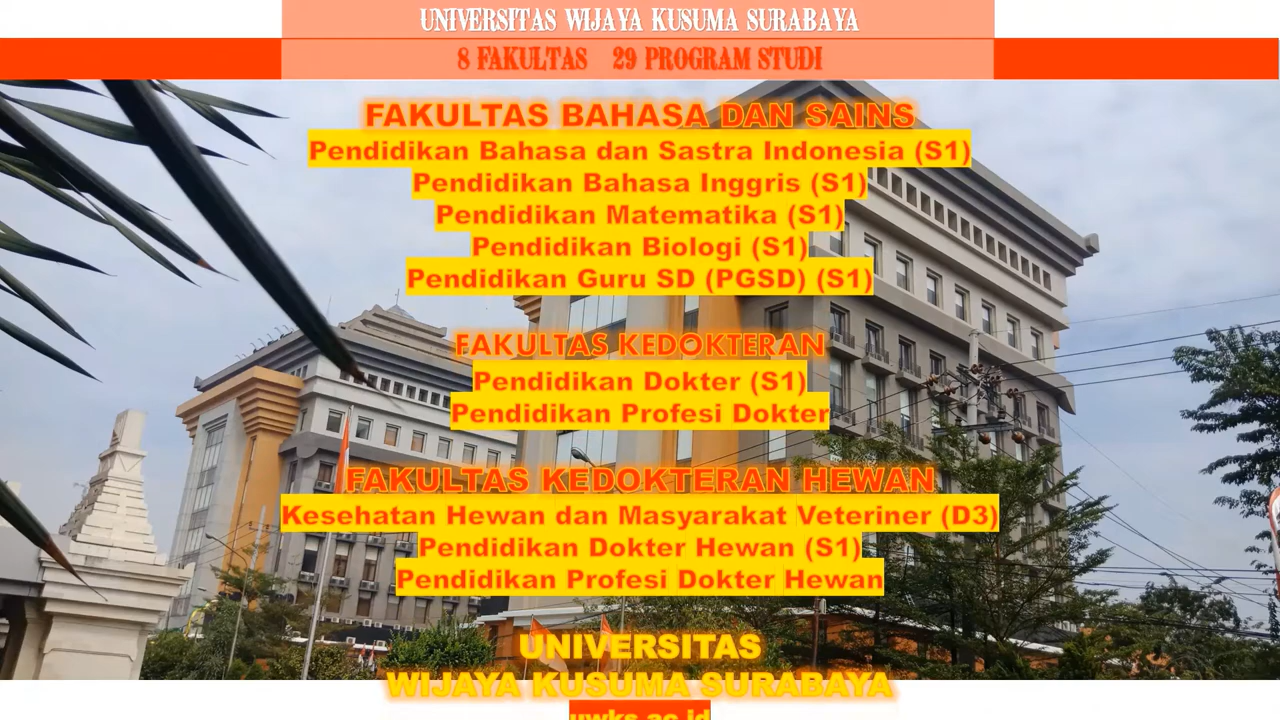 UNIVERSITAS WIJAYA KUSUMA SURABAYA
8 FAKULTAS 29 PROGRAM STUDI
FAKULTAS BAHASA DAN SAINS
Pendidikan Bahasa dan Sastra Indonesia (S1)
Pendidikan Bahasa Inggris (S1)
Pendidikan Matematika (S1)
Pendidikan Biologi (S1)
Pendidikan Guru SD (PGSD) (S1)
FAKULTAS KEDOKTERAN
Pendidikan Dokter (S1)
Pendidikan Profesi Dokter
FAKULTAS KEDOKTERAN HEWAN
Kesehatan Hewan dan Masyarakat Veteriner (D3)
Pendidikan Dokter Hewan (S1)
Pendidikan Profesi Dokter Hewan
UNIVERSITAS
WIJAYA KUSUMA SURABAYA
uwks.ac.id